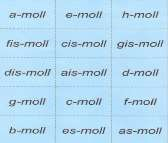 a-moll e-moll h-moll
fis-moll cis-moll gis-moll
dis-moll ais-moll d-moll
g-moll c-moll f-moll
b-moll es-moll as-moll